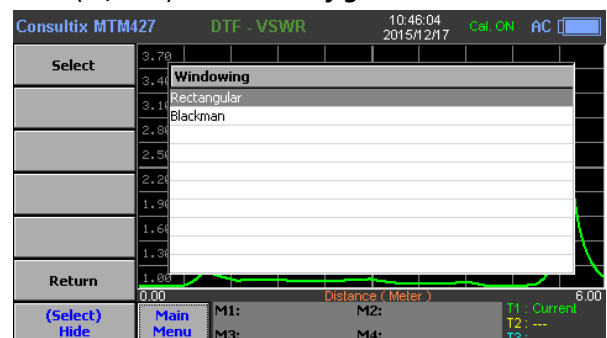 Consultix MTM427 DTF - VSWR 10:46:04 2015/12/17 Cal. ON AC
Select
Windowing
Rectangular
Blackman
3.70
3.40
3.10
2.80
2.50
2.20
1.90
1.60
1.30
1.00
Return
0.00 Distance ( Meter ) 6.00
(Select)
Hide
Main
Menu
M1: M2:
M3: M4:
T1 : Current
T2 : ---